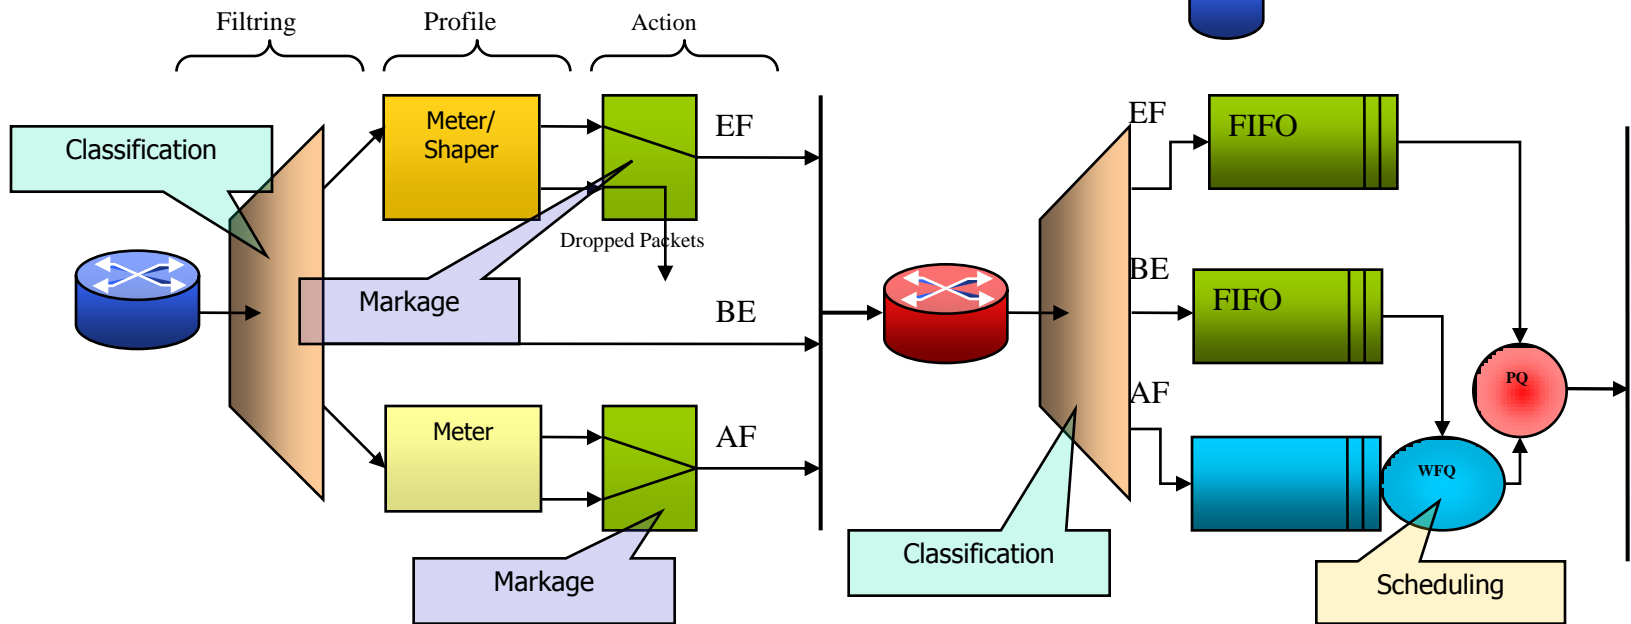 Filtring
Profile
Action
Classification
Meter/
Shaper
EF
Dropped Packets
Markage
BE
Meter
AF
Markage
EF
FIFO
BE
FIFO
AF
PQ
WFQ
Classification
Scheduling